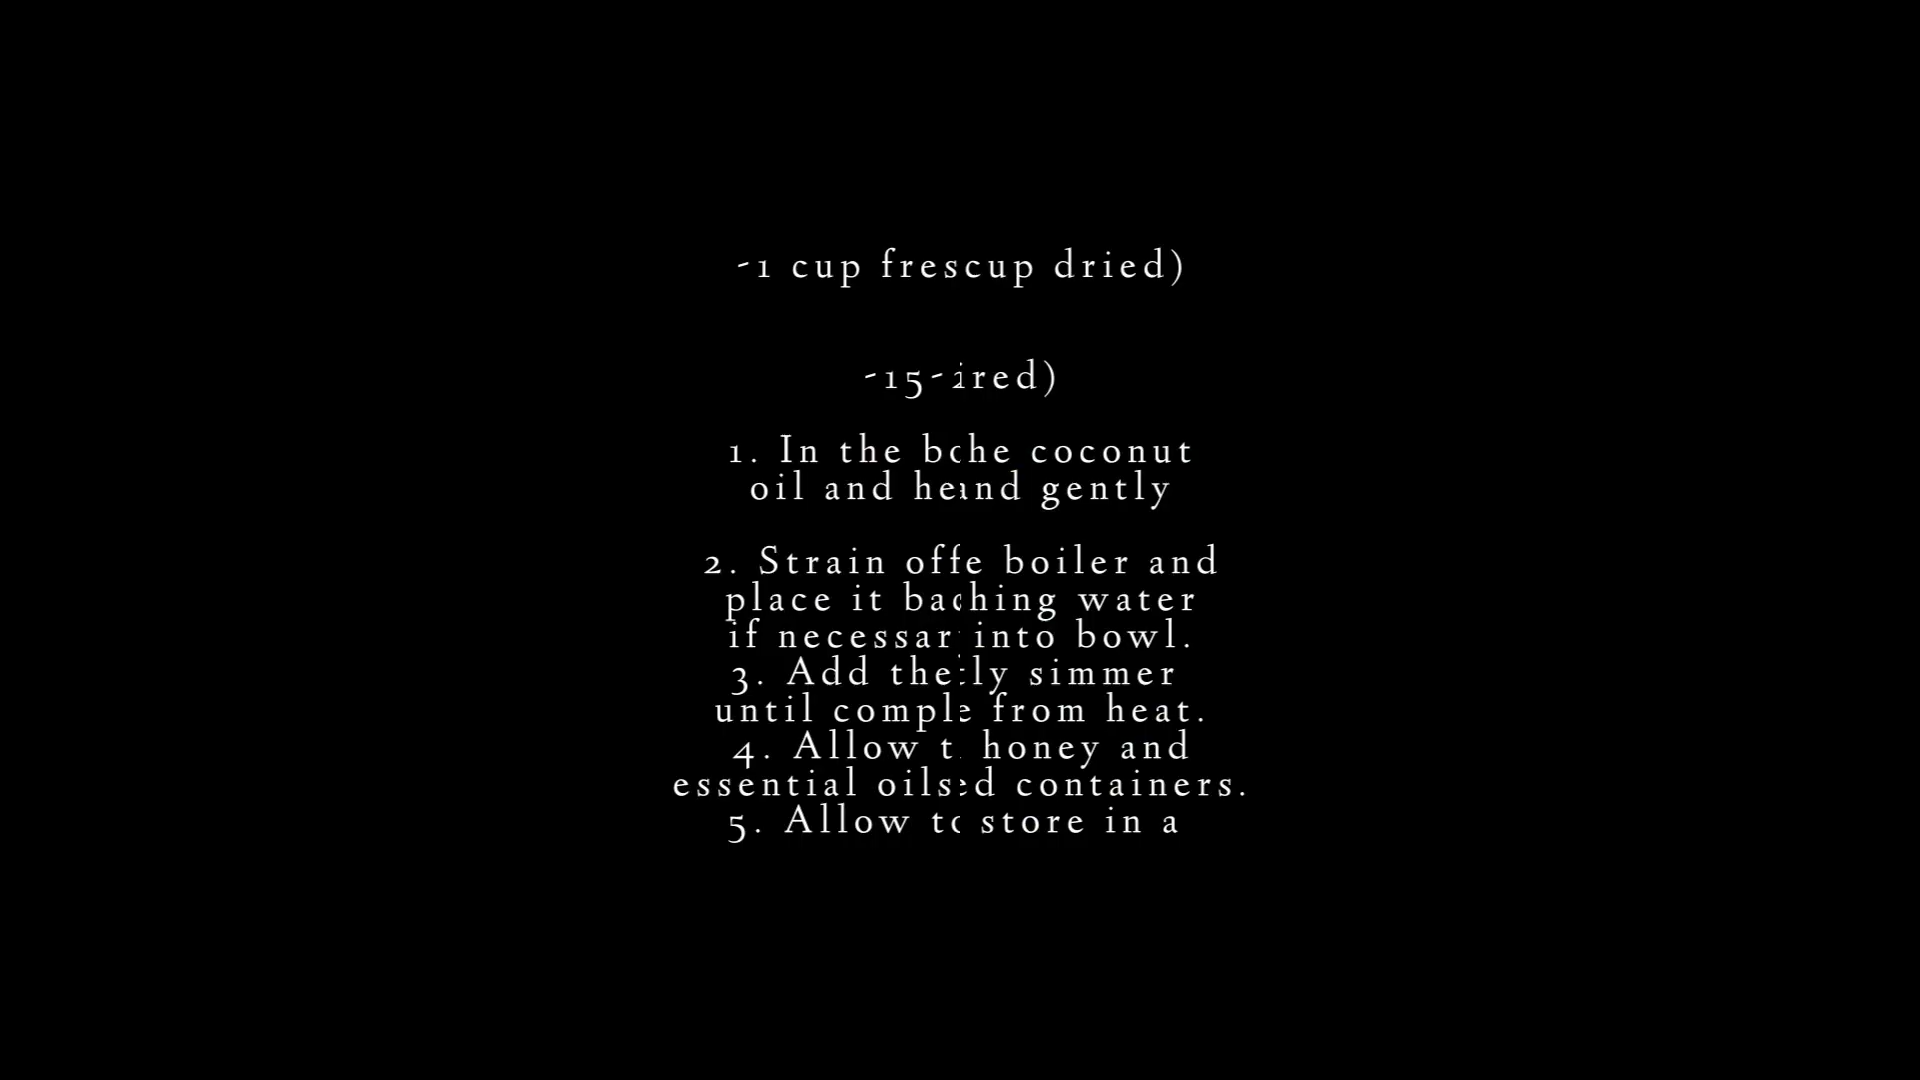 -1 cup frescup dried)
-15-ired)
1. In the bche coconut
oil and heand gently
2. Strain offe boiler and
place it baching water
if necessar into bowl.
3. Add the ly simmer
until comple from heat.
4. Allow t honey and
essential oilsed containers.
5. Allow to store in a